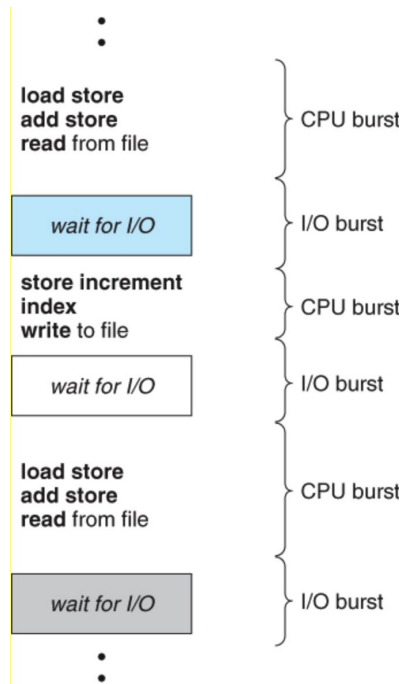 load store
add store
read from file
CPU burst
wait for I/O
I/O burst
store increment
index
write to file
CPU burst
wait for I/O
I/O burst
load store
add store
read from file
CPU burst
wait for I/O
I/O burst